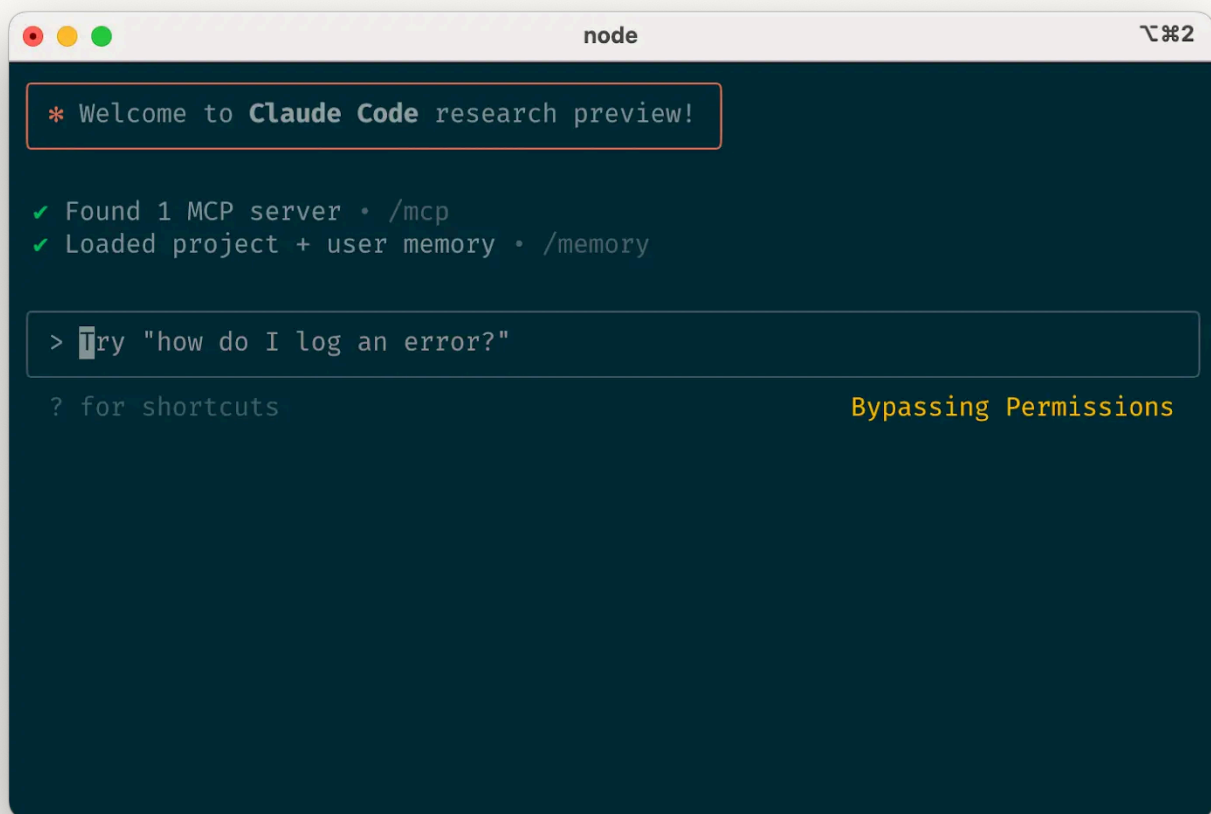 node
⌥⌘2
✻ Welcome to Claude Code research preview!
✔ Found 1 MCP server • /mcp
✔ Loaded project + user memory • /memory
> Try "how do I log an error?"
? for shortcuts
Bypassing Permissions